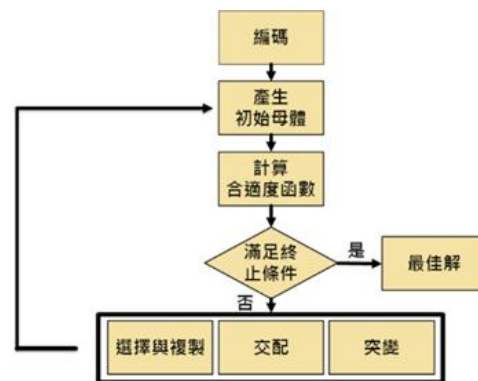 編碼
產生
初始母體
計算
合適度函數
滿足終
止條件
是
最佳解
否
選擇與複製
交配
突變